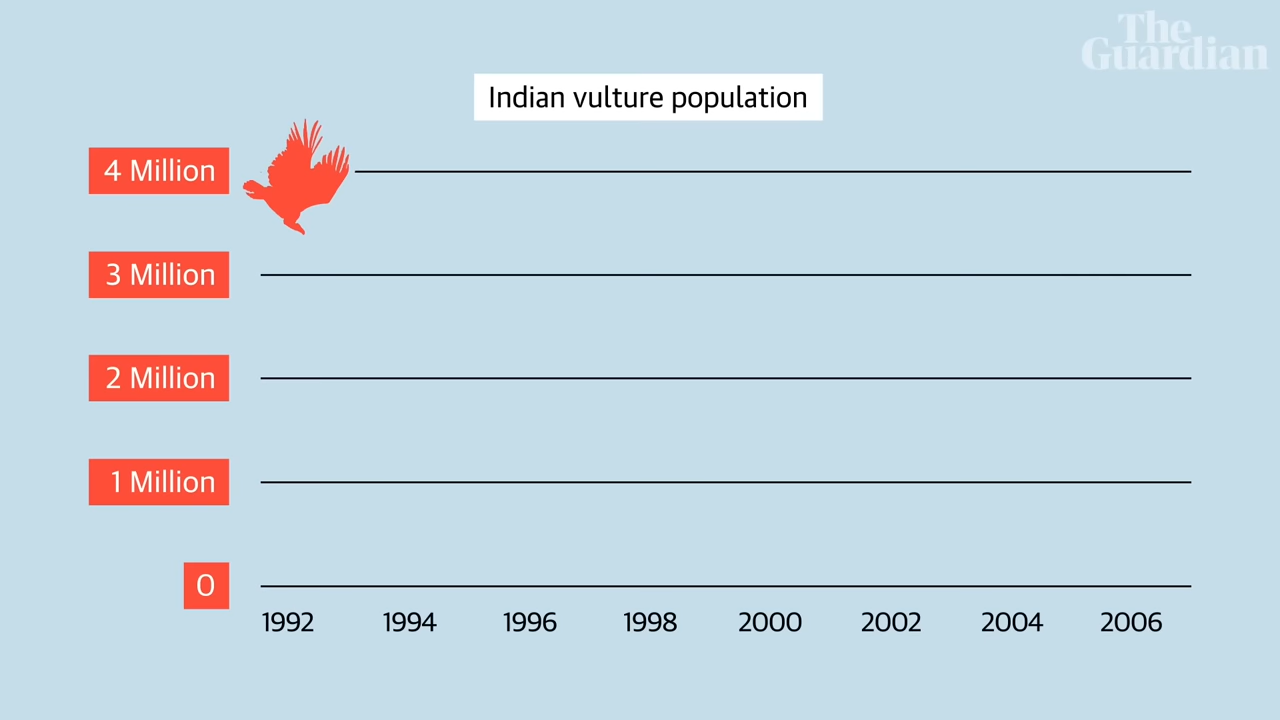 The
Guardian
Indian vulture population
4 Million
3 Million
2 Million
1 Million
0
1992 1994 1996 1998 2000 2002 2004 2006